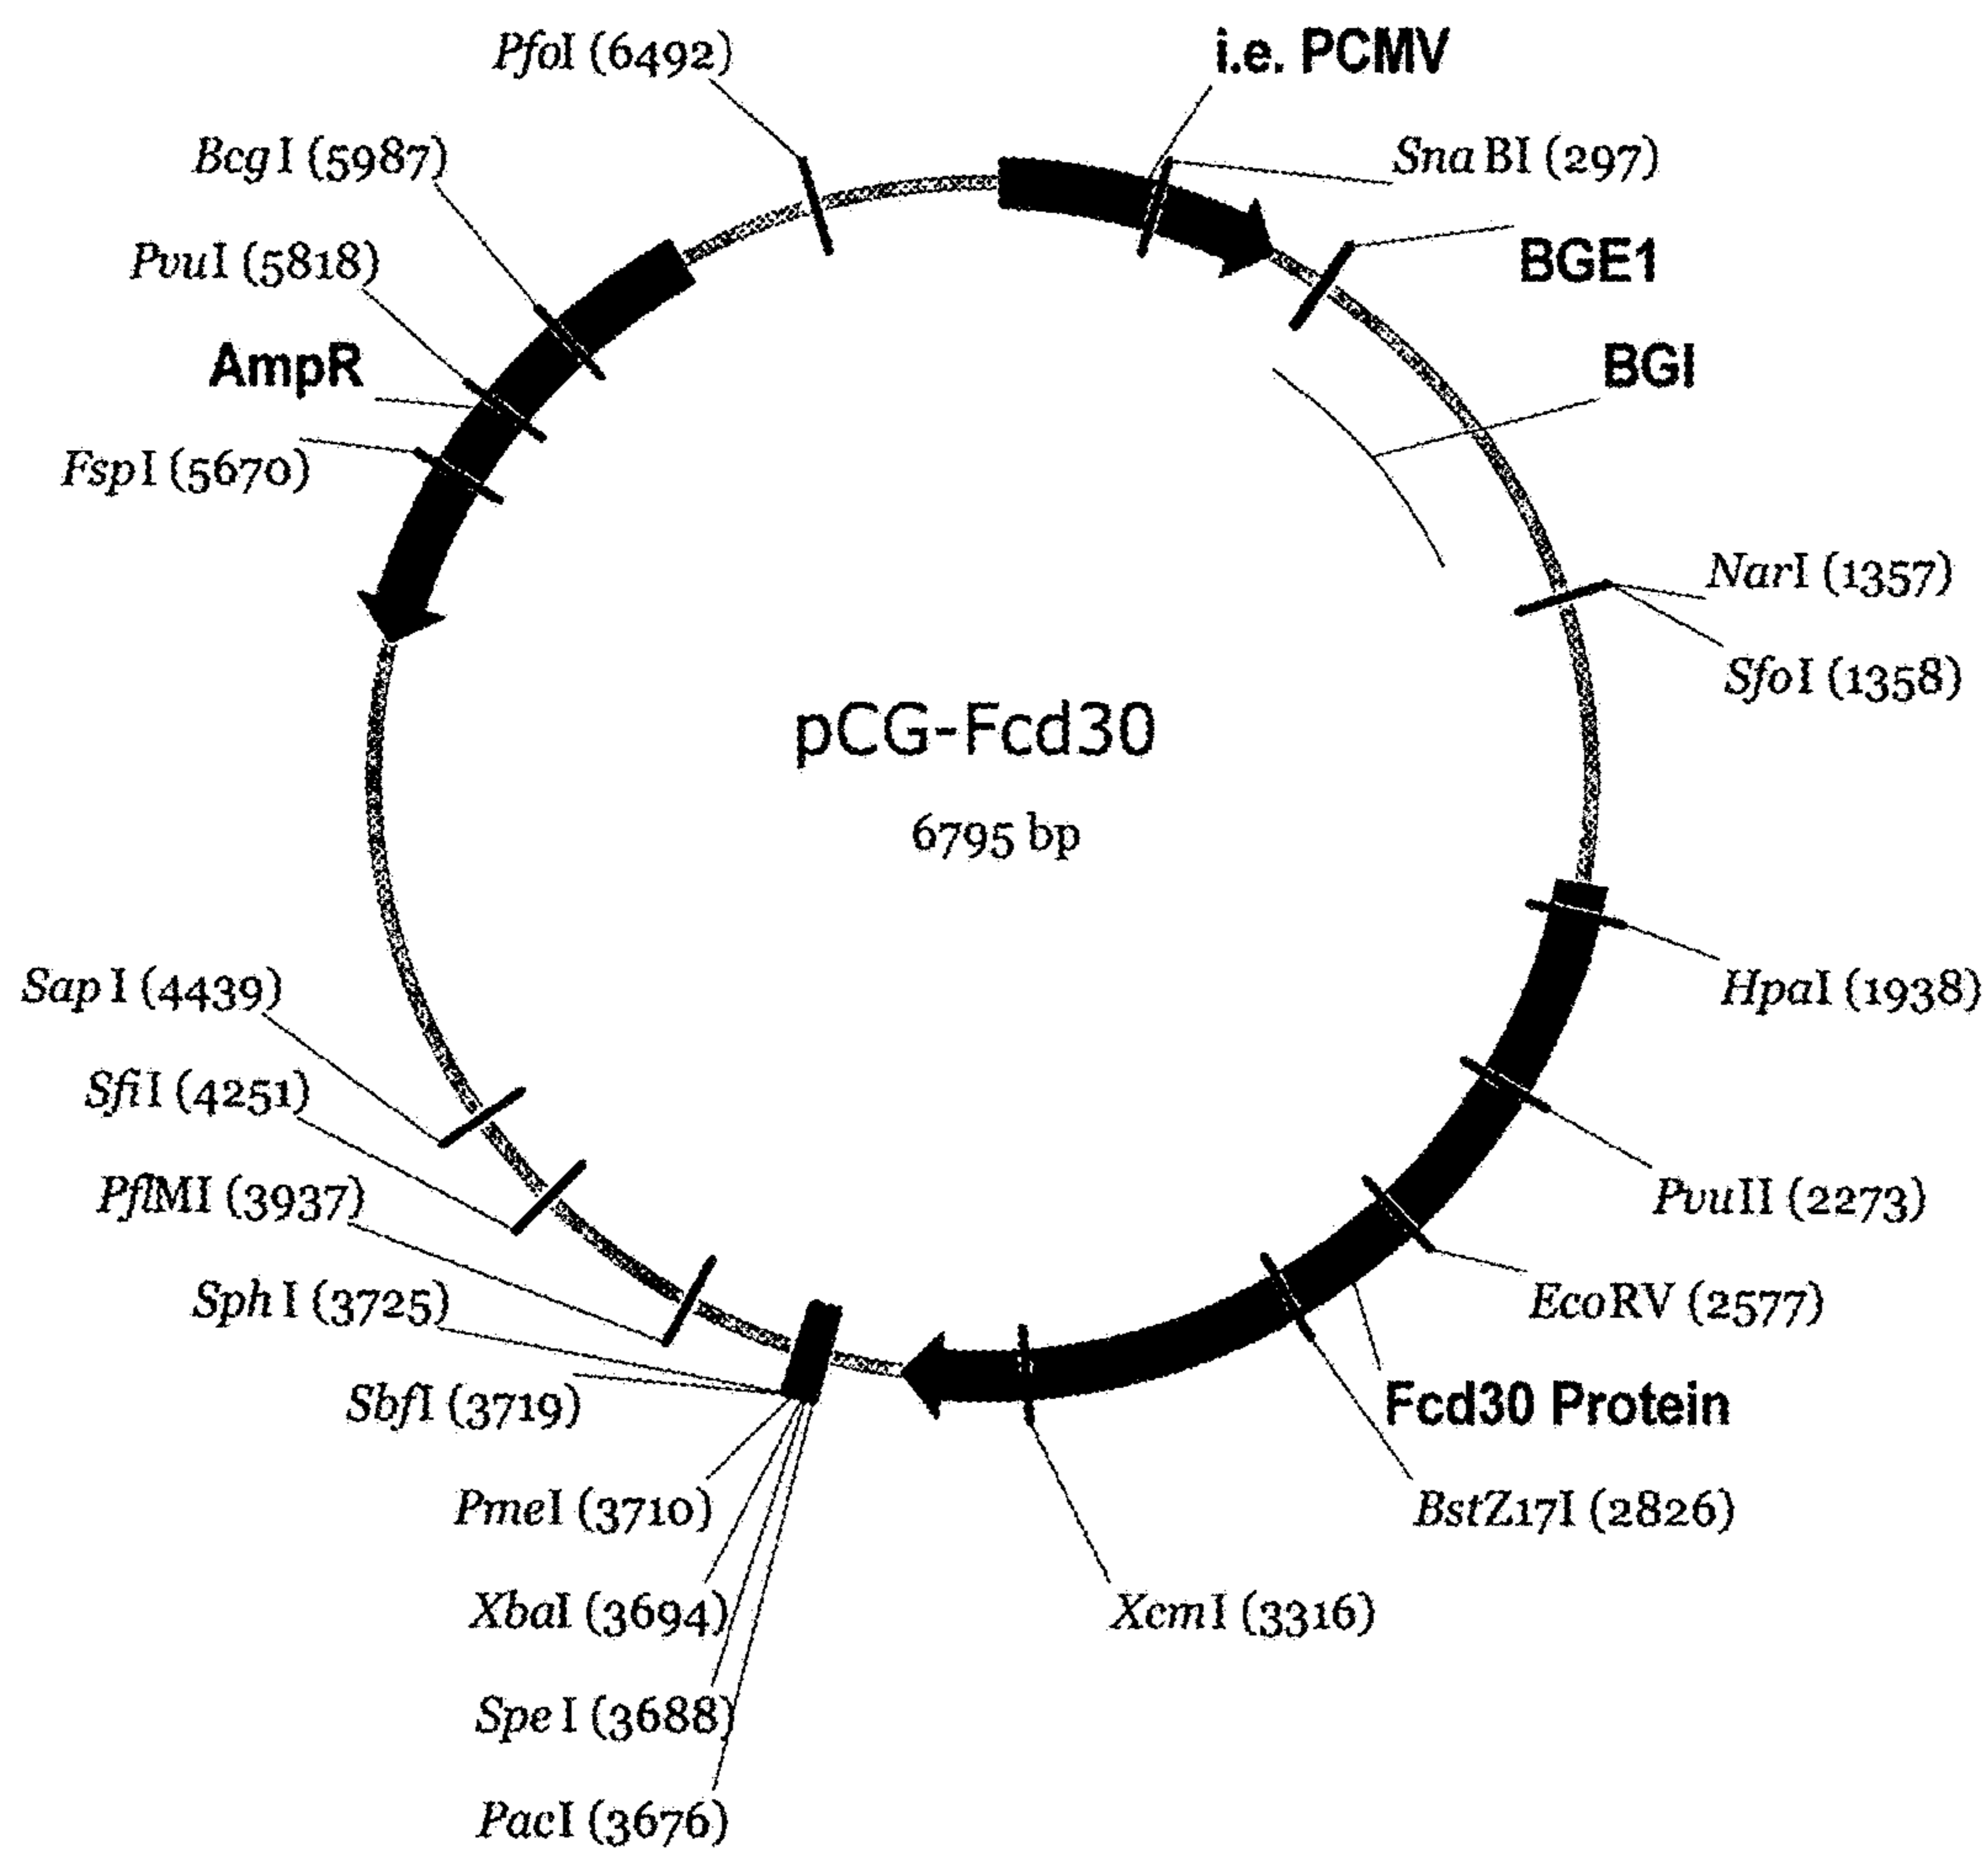 PfoI (6492)
i.e. PCMV
BcgI (5987)
SnaBI (297)
PvuI (5818)
BGE1
AmpR
BGI
FspI (5670)
NarI (1357)
SfoI (1358)
pCG-Fcd30
6795 bp
SapI (4439)
HpaI (1938)
SfiI (4251)
PflMI (3937)
PvuII (2273)
SphI (3725)
EcoRV (2577)
SbfI (3719)
Fcd30 Protein
PmeI (3710)
BstZ17I (2826)
XbaI (3694)
XcmI (3316)
SpeI (3688)
PacI (3676)